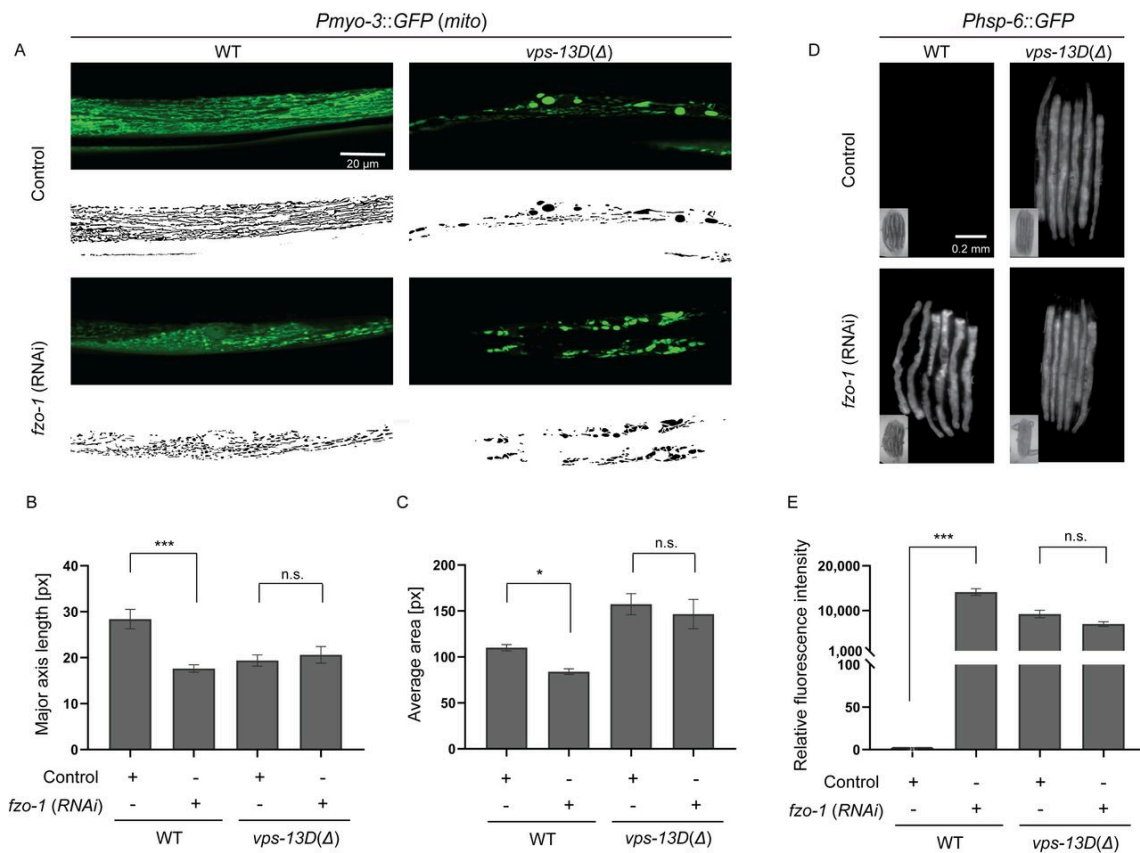 Pmyo-3::GFP (mito)
A
WT
vps-13D(Δ)
Control
20 µm
fzo-1 (RNAi)
Phsp-6::GFP
D
WT
vps-13D(Δ)
Control
0.2 mm
fzo-1 (RNAi)
B
Major axis length [px]
40
30
20
10
0
***
n.s.
Control + - + -
fzo-1 (RNAi) - + - +
WT vps-13D(Δ)
C
Average area [px]
200
150
100
50
0
*
n.s.
+ - + -
- + - +
WT vps-13D(Δ)
E
Relative fluorescence intensity
20,000
10,000
1,000
100
50
0
***
n.s.
Control + - + -
fzo-1 (RNAi) - + - +
WT vps-13D(Δ)